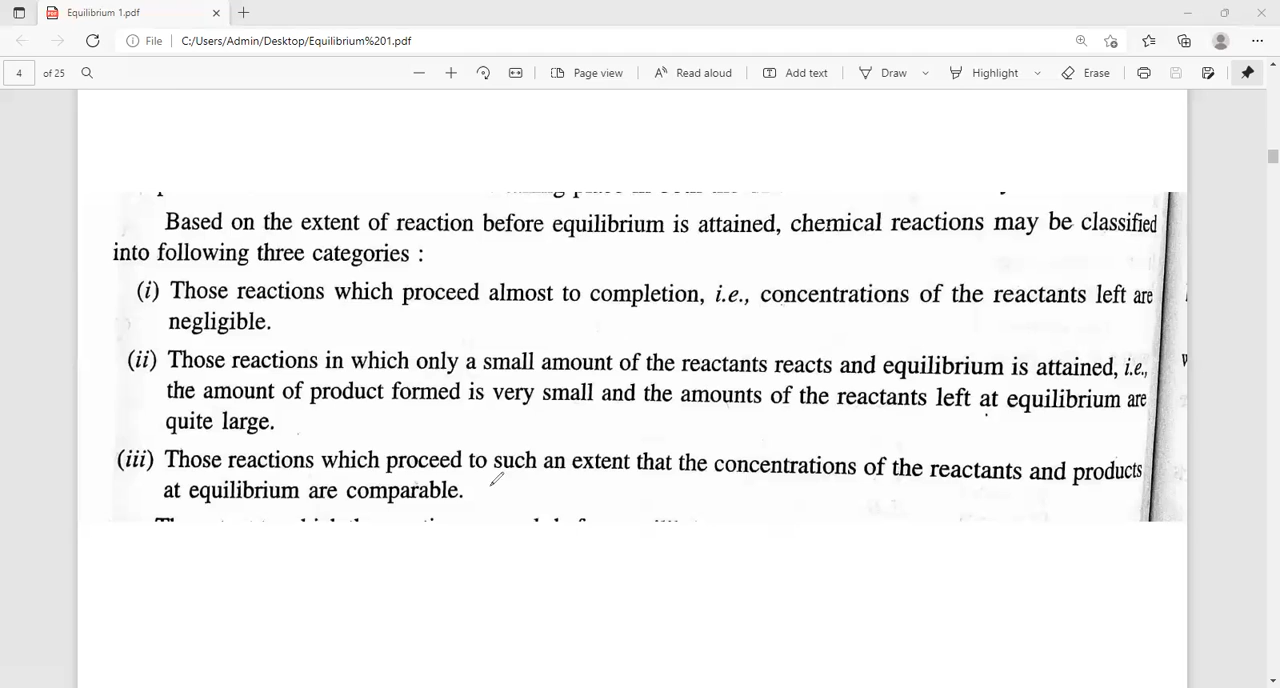 Equilibrium 1.pdf
File C:/Users/Admin/Desktop/Equilibrium%201.pdf
4 of 25 Page view Read aloud Add text Draw Highlight Erase
Based on the extent of reaction before equilibrium is attained, chemical reactions may be classified
into following three categories :
(i) Those reactions which proceed almost to completion, i.e., concentrations of the reactants left are
negligible.
(ii) Those reactions in which only a small amount of the reactants reacts and equilibrium is attained, i.e.,
the amount of product formed is very small and the amounts of the reactants left at equilibrium are
quite large.
(iii) Those reactions which proceed to such an extent that the concentrations of the reactants and products
at equilibrium are comparable.